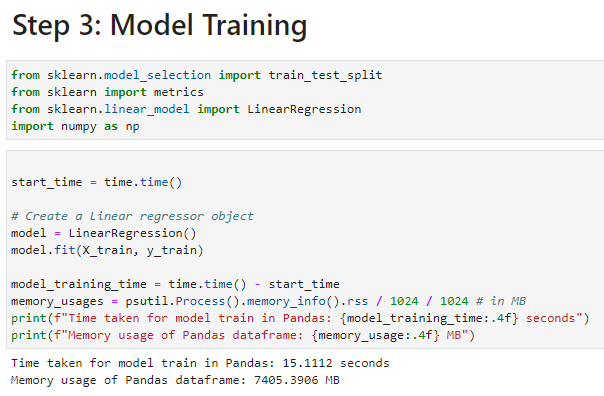 Step 3: Model Training
from sklearn.model_selection import train_test_split
from sklearn import metrics
from sklearn.linear_model import LinearRegression
import numpy as np
start_time = time.time()
# Create a Linear regressor object
model = LinearRegression()
model.fit(X_train, y_train)
model_training_time = time.time() - start_time
memory_usages = psutil.Process().memory_info().rss / 1024 / 1024 # in MB
print(f"Time taken for model train in Pandas: {model_training_time:.4f} seconds")
print(f"Memory usage of Pandas dataframe: {memory_usage:.4f} MB")
Time taken for model train in Pandas: 15.1112 seconds
Memory usage of Pandas dataframe: 7405.3906 MB